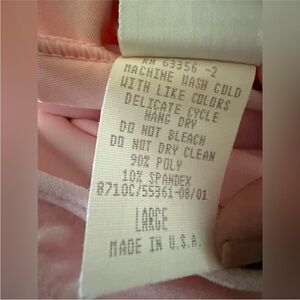 RN 63356 -2
MACHINE WASH COLD
WITH LIKE COLORS
DELICATE CYCLE
HANG DRY
DO NOT BLEACH
DO NOT DRY CLEAN
90% POLY
10% SPANDEX
8710C/55361-08/01
LARGE
MADE IN U.S.A.